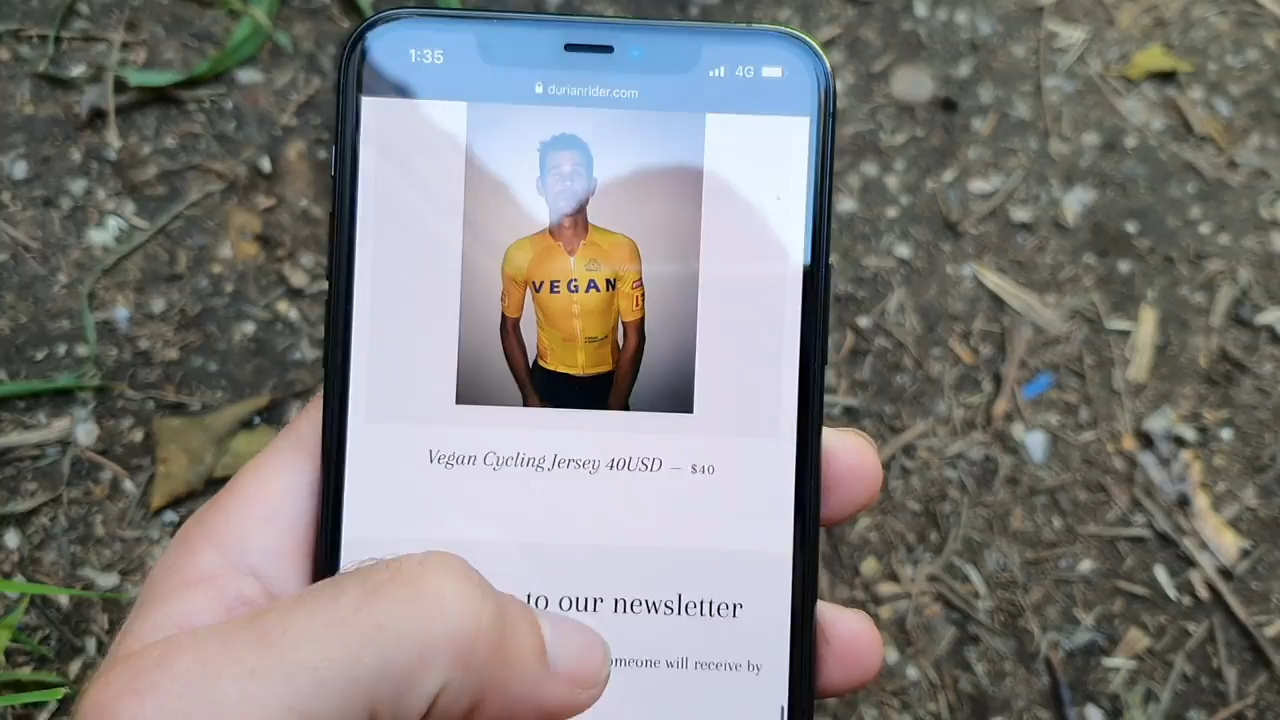 1:35
4G
durianrider.com
VEGAN
Vegan Cycling Jersey 40USD — $40
to our newsletter
omeone will receive by